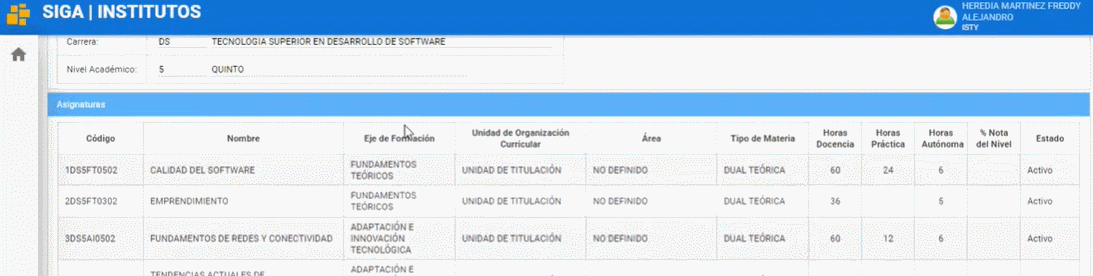 SIGA | INSTITUTOS
HEREDIA MARTINEZ FREDDY
ALEJANDRO
ISTY
Carrera: DS TECNOLOGIA SUPERIOR EN DESARROLLO DE SOFTWARE
Nivel Académico: 5 QUINTO
Asignaturas
Código Nombre Eje de Formación Unidad de Organización Curricular Área Tipo de Materia Horas Docencia Horas Práctica Horas Autónoma % Nota del Nivel Estado
1DS5FT0502 CALIDAD DEL SOFTWARE FUNDAMENTOS TEÓRICOS UNIDAD DE TITULACIÓN NO DEFINIDO DUAL TEÓRICA 60 24 6 Activo
2DS5FT0302 EMPRENDIMIENTO FUNDAMENTOS TEÓRICOS UNIDAD DE TITULACIÓN NO DEFINIDO DUAL TEÓRICA 36 5 Activo
3DS5AI0502 FUNDAMENTOS DE REDES Y CONECTIVIDAD ADAPTACIÓN E INNOVACIÓN TECNOLÓGICA UNIDAD DE TITULACIÓN NO DEFINIDO DUAL TEÓRICA 60 12 6 Activo
TENDENCIAS ACTUALES DE ADAPTACIÓN E